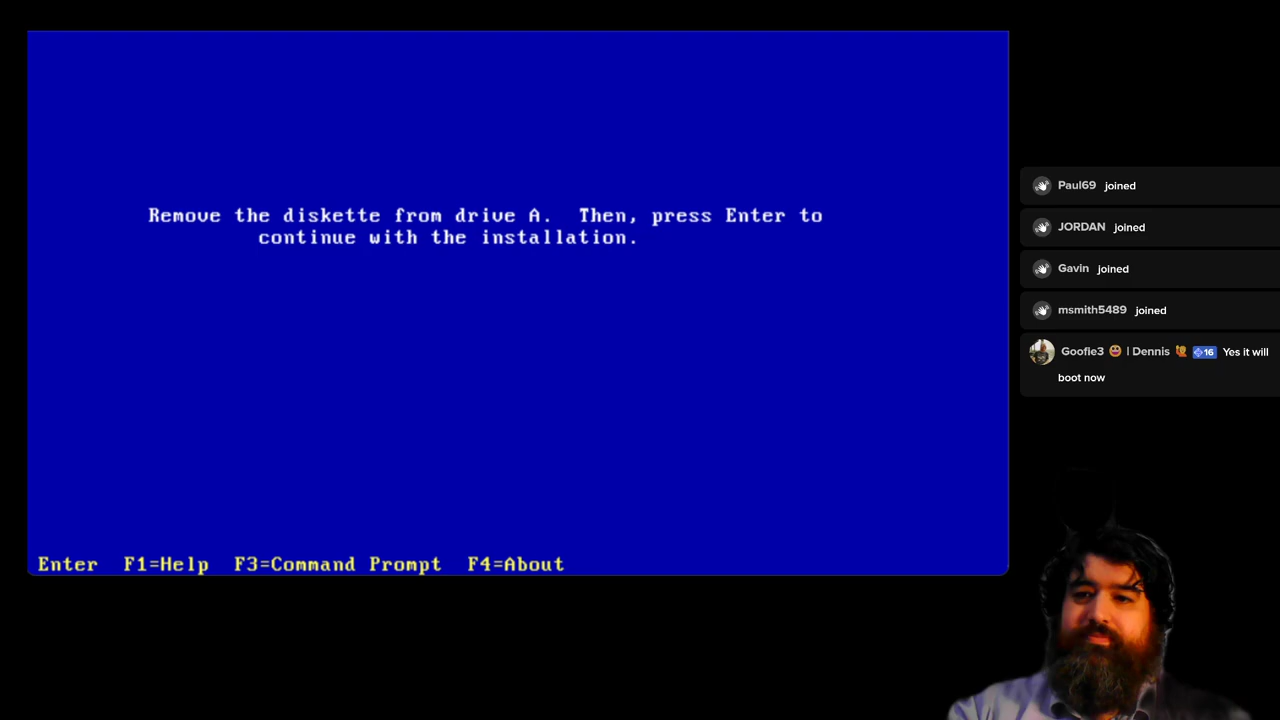 Remove the diskette from drive A.  Then, press Enter to
continue with the installation.
Enter  F1=Help  F3=Command Prompt  F4=About
Paul69 joined
JORDAN joined
Gavin joined
msmith5489 joined
Goofie3 😀 | Dennis 🙋 16 Yes it will
boot now